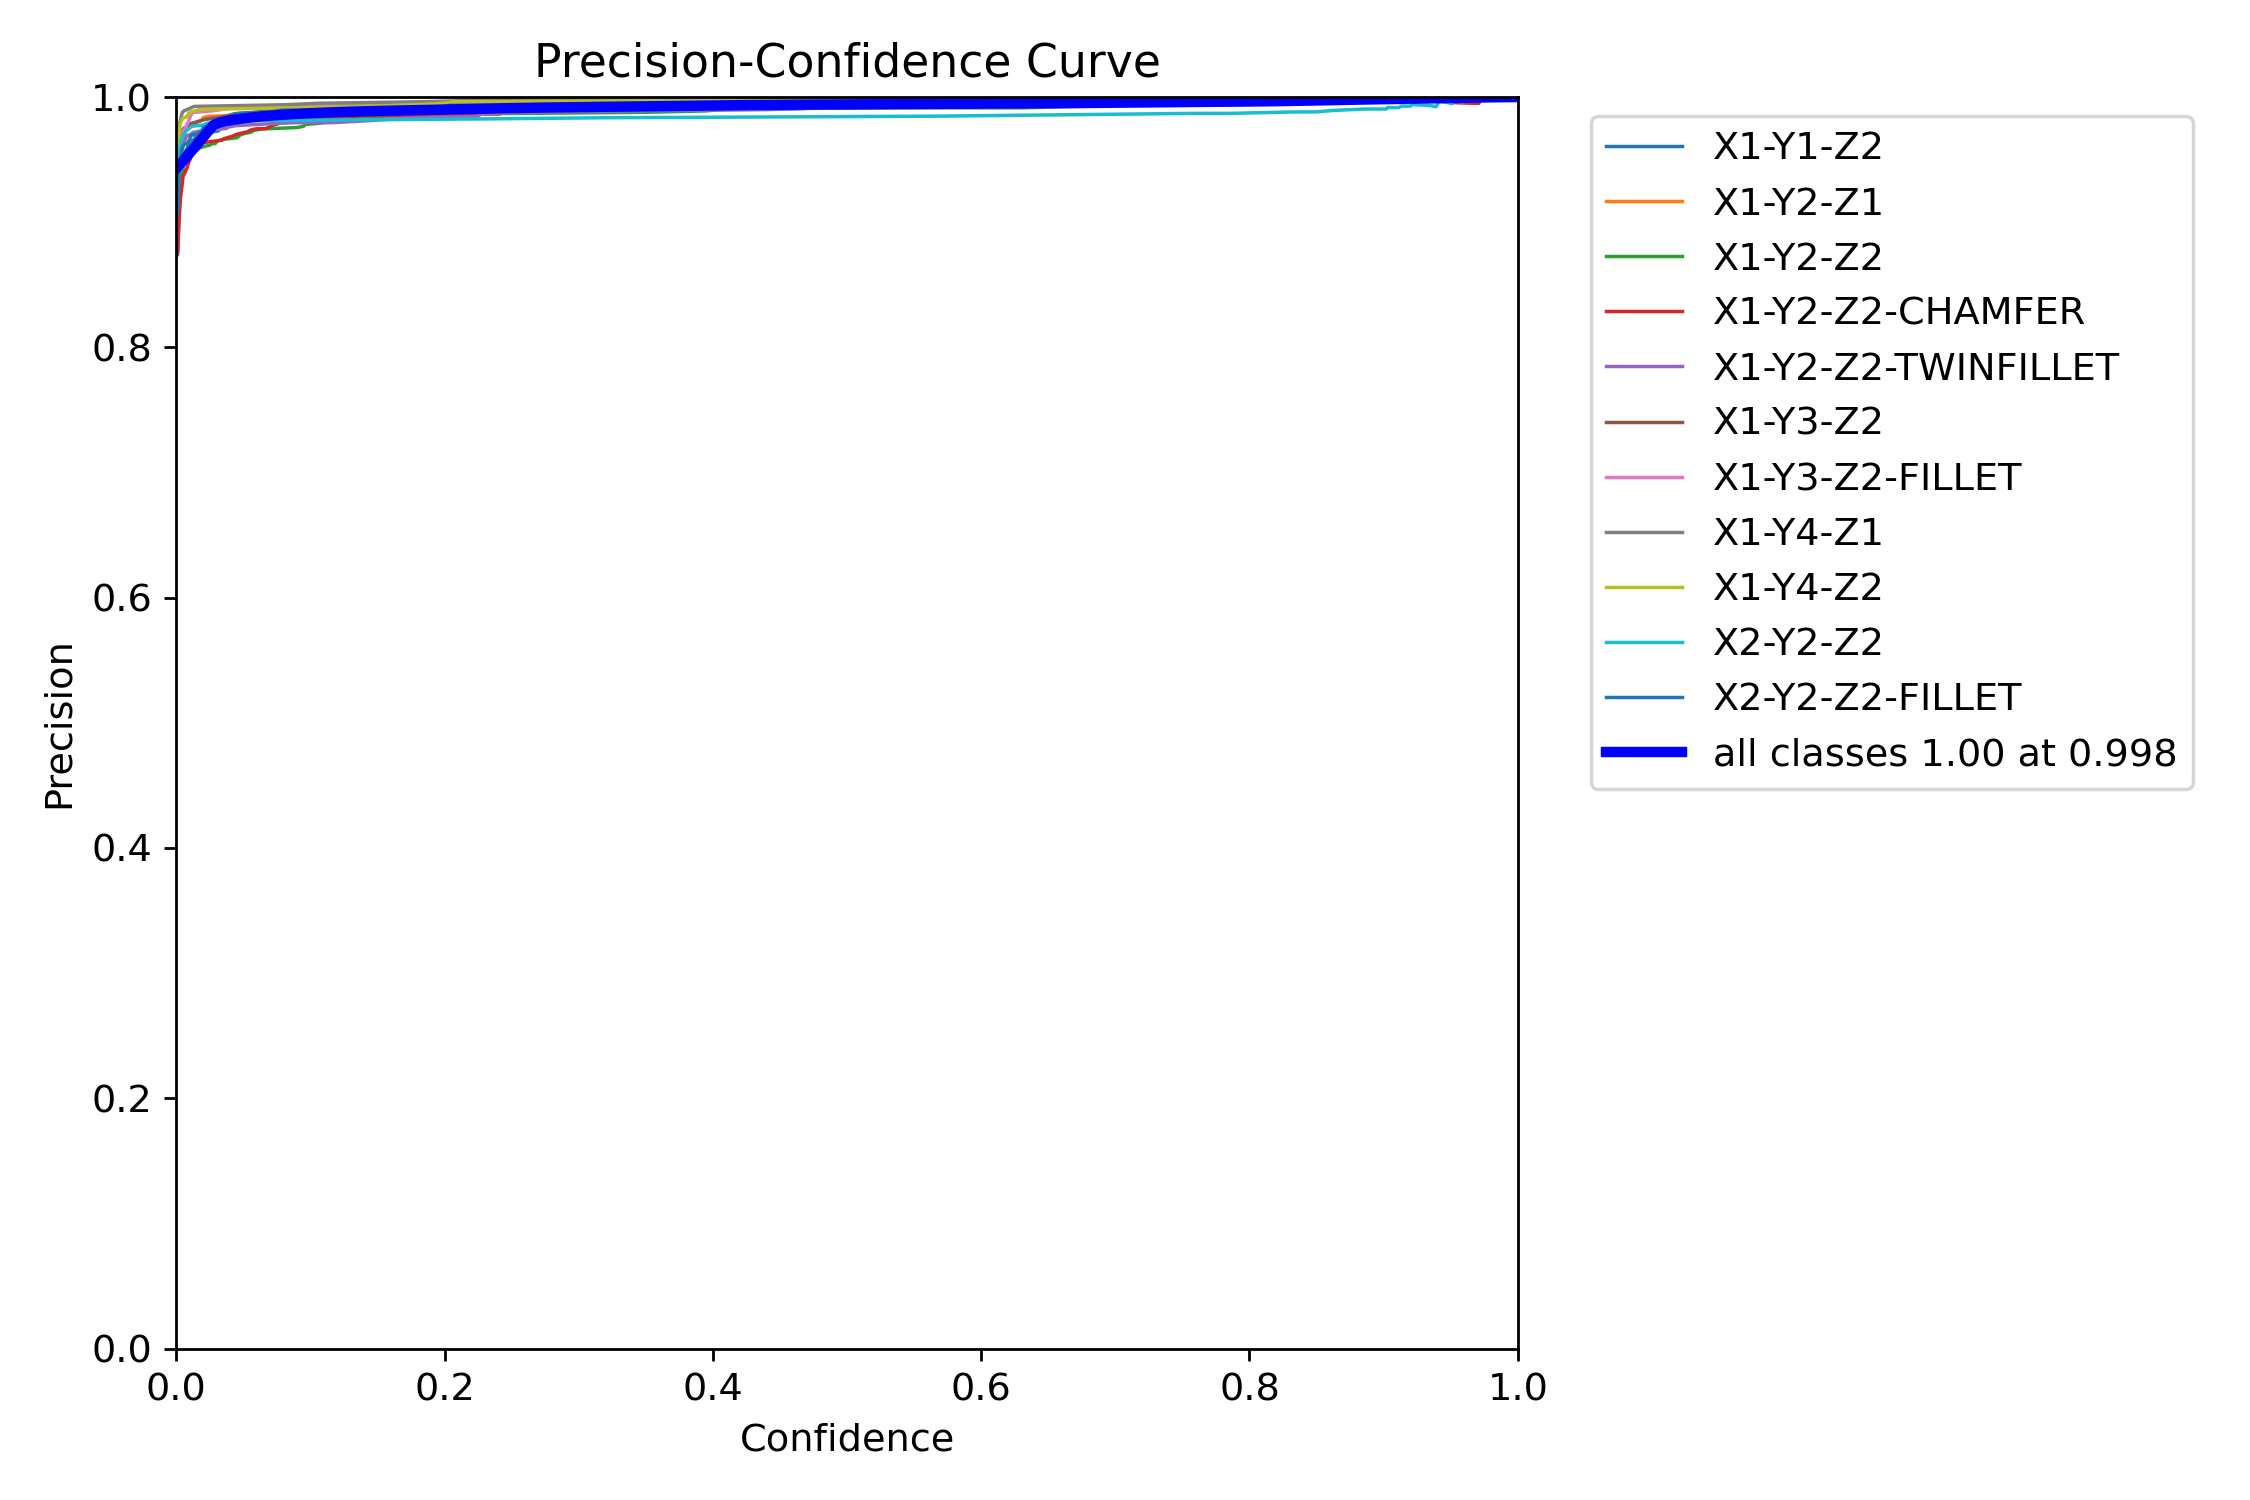 Precision-Confidence Curve
1.0
0.8
0.6
0.4
0.2
0.0
Precision
0.0 0.2 0.4 0.6 0.8 1.0
Confidence
X1-Y1-Z2
X1-Y2-Z1
X1-Y2-Z2
X1-Y2-Z2-CHAMFER
X1-Y2-Z2-TWINFILLET
X1-Y3-Z2
X1-Y3-Z2-FILLET
X1-Y4-Z1
X1-Y4-Z2
X2-Y2-Z2
X2-Y2-Z2-FILLET
all classes 1.00 at 0.998